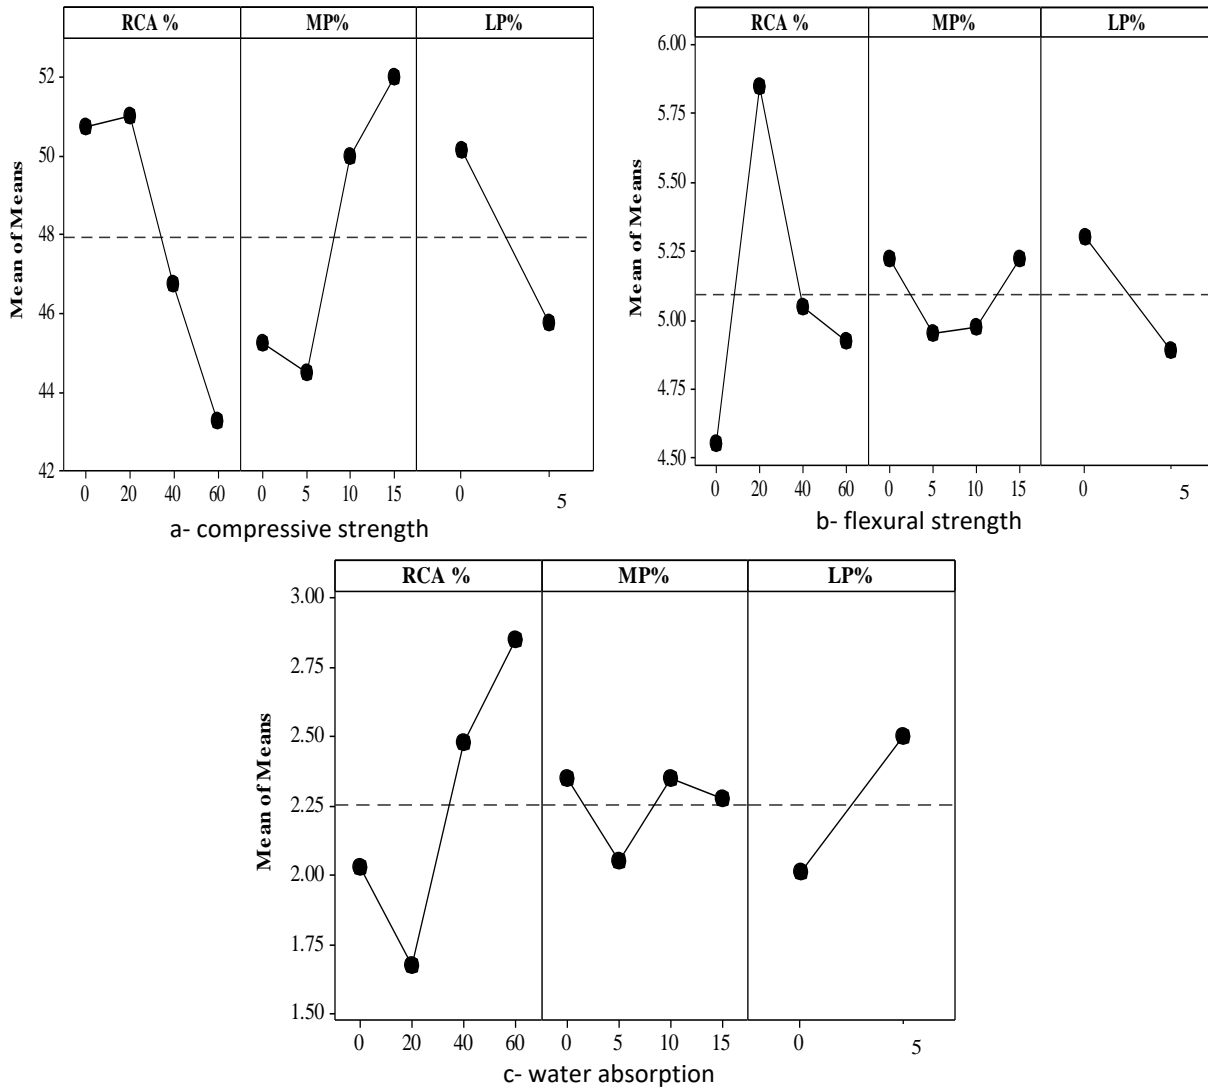 RCA % MP% LP%
Mean of Means
52
50
48
46
44
42
0 20 40 60 0 5 10 15 0 5
a- compressive strength
RCA % MP% LP%
Mean of Means
6.00
5.75
5.50
5.25
5.00
4.75
4.50
0 20 40 60 0 5 10 15 0 5
b- flexural strength
RCA % MP% LP%
Mean of Means
3.00
2.75
2.50
2.25
2.00
1.75
1.50
0 20 40 60 0 5 10 15 0 5
c- water absorption